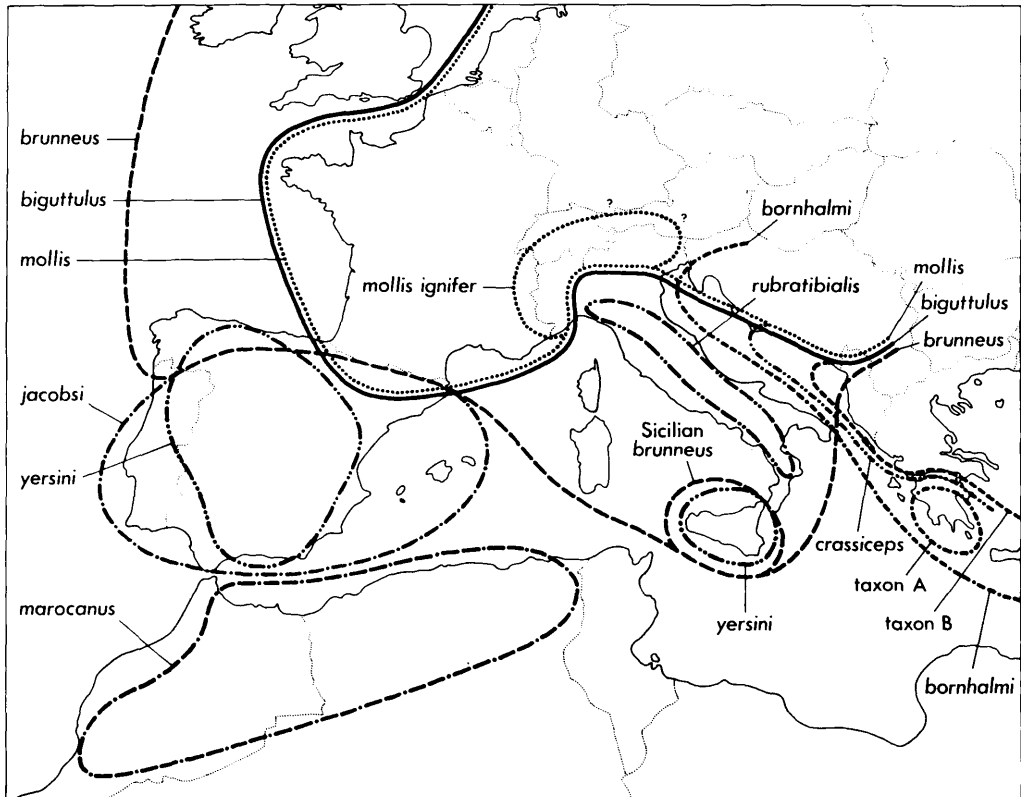 brunneus
biguttulus
mollis
mollis ignifer
?
?
bornhalmi
rubratibialis
mollis
biguttulus
brunneus
jacobsi
yersini
Sicilian
brunneus
crassiceps
taxon A
taxon B
marocanus
yersini
bornhalmi